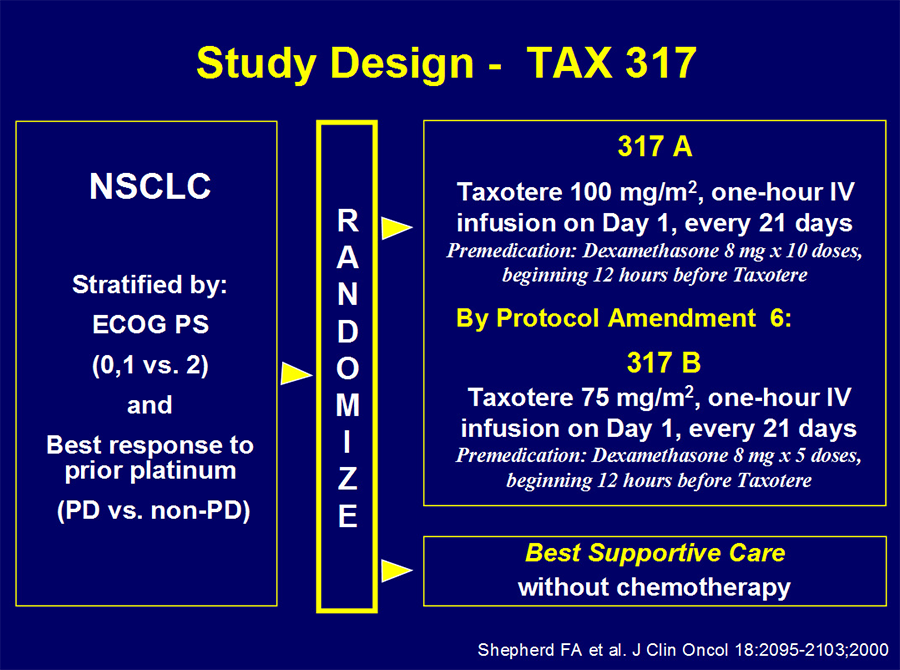 Study Design - TAX 317
NSCLC
Stratified by:
ECOG PS
(0,1 vs. 2)
and
Best response to
prior platinum
(PD vs. non-PD)
R
A
N
D
O
M
I
Z
E
317 A
Taxotere 100 mg/m², one-hour IV
infusion on Day 1, every 21 days
Premedication: Dexamethasone 8 mg x 10 doses,
beginning 12 hours before Taxotere
By Protocol Amendment 6:
317 B
Taxotere 75 mg/m², one-hour IV
infusion on Day 1, every 21 days
Premedication: Dexamethasone 8 mg x 5 doses,
beginning 12 hours before Taxotere
Best Supportive Care
without chemotherapy
Shepherd FA et al. J Clin Oncol 18:2095-2103;2000